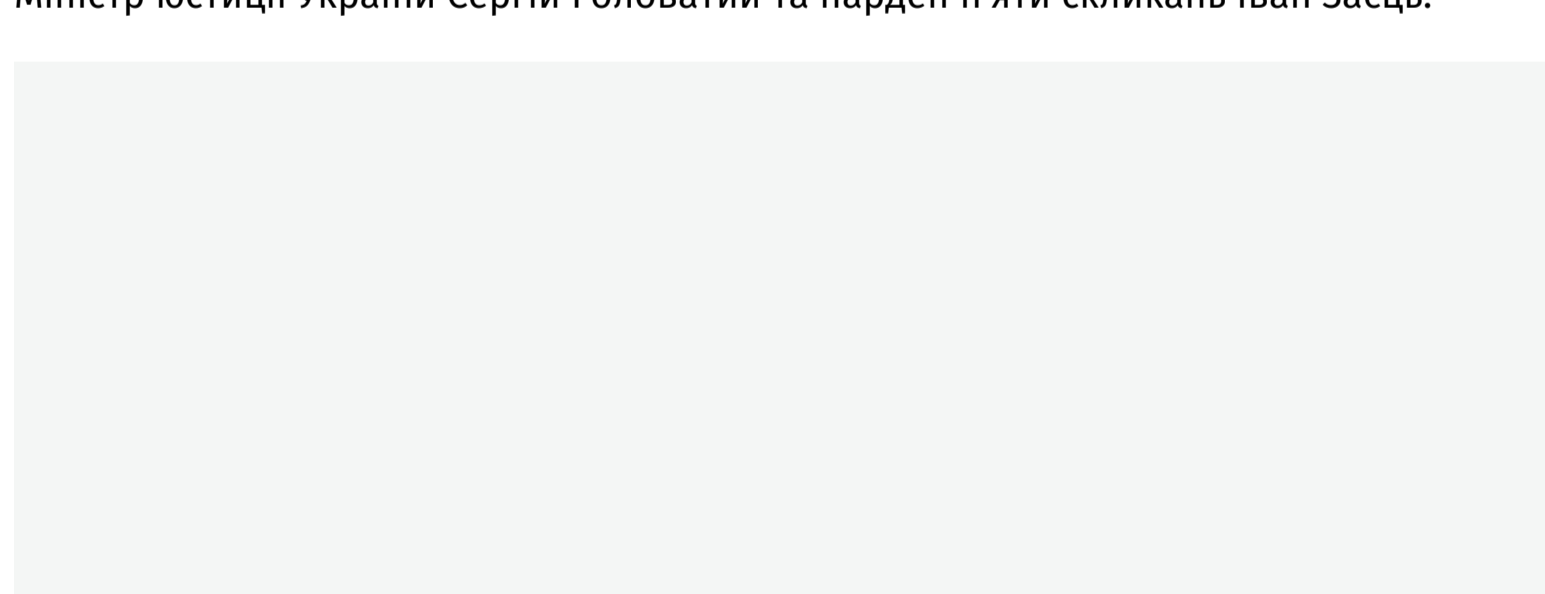 Міністр юстиції України Сергій Головатий та нардеп п'яти скликань Іван Заєць.